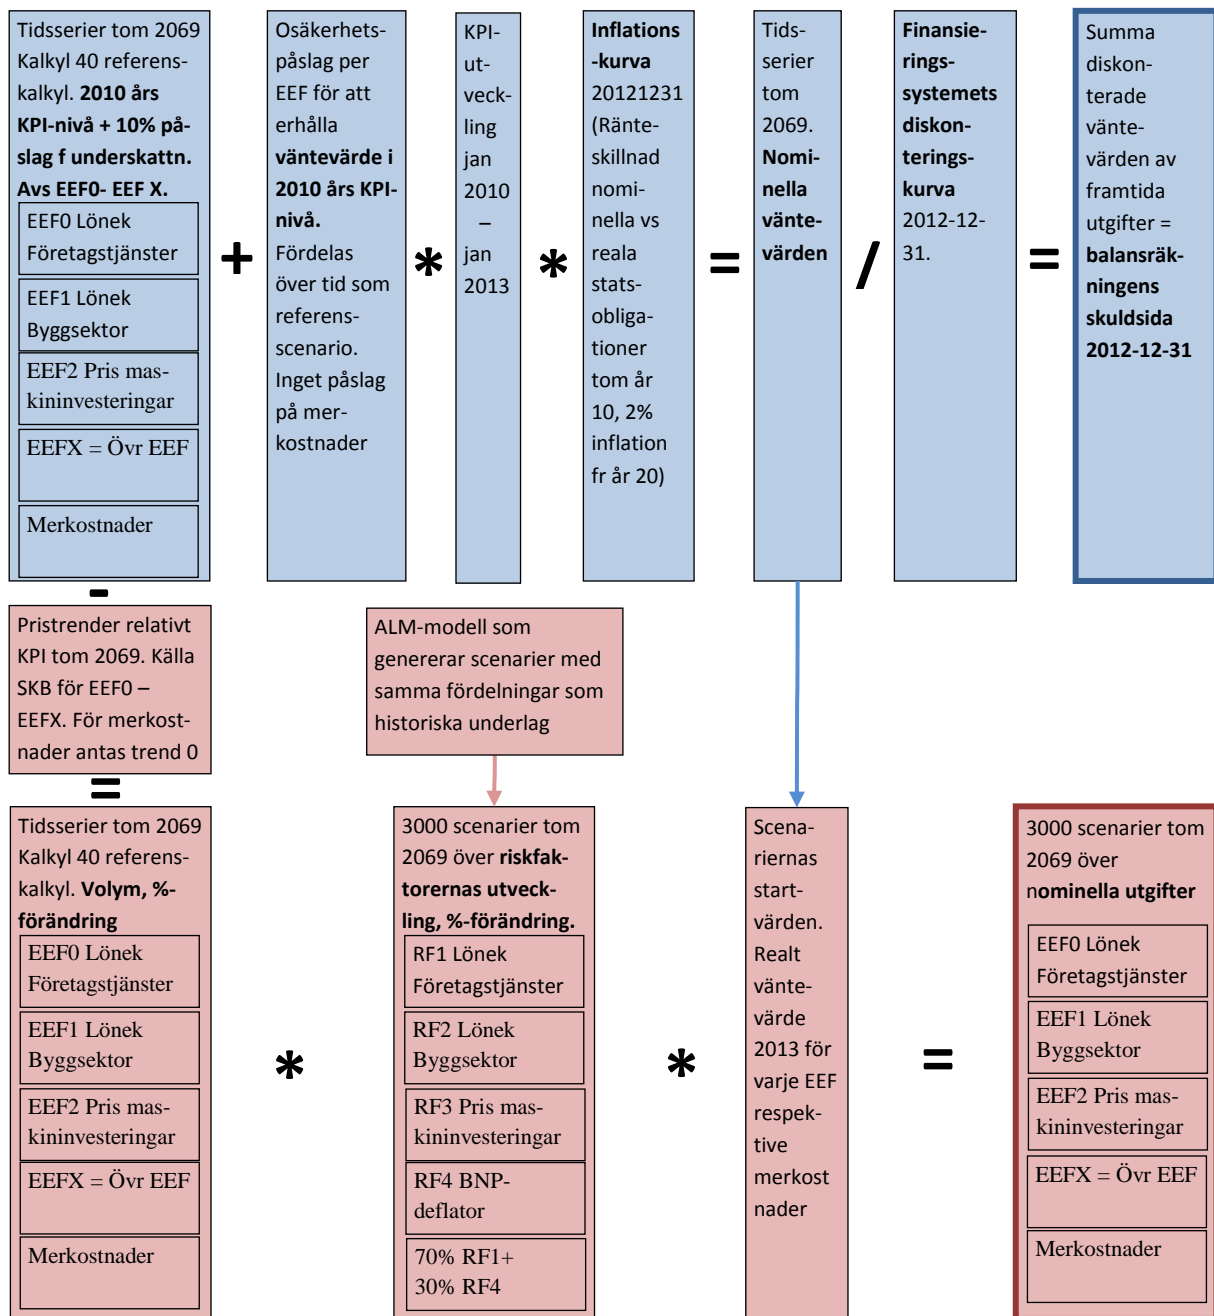 Tidsserier tom 2069
Kalkyl 40 referens-
kalkyl. 2010 års
KPI-nivå + 10% på-
slag f underskattn.
Avs EEF0- EEF X.
EEF0 Lönek
Företagstjänster
EEF1 Lönek
Byggsektor
EEF2 Pris mas-
kininvesteringar
EEFX = Övr EEF
Merkostnader
+
Osäkerhets-
påslag per
EEF för att
erhålla
väntevärde i
2010 års KPI-
nivå.
Fördelas
över tid som
referens-
scenario.
Inget påslag
på mer-
kostnader
*
KPI-
ut-
veck-
ling
jan
2010
–
jan
2013
*
Inflations
-kurva
20121231
(Ränte-
skillnad
nomi-
nella vs
reala
stats-
obliga-
tioner
tom år
10, 2%
inflation
fr år 20)
=
Tids-
serier
tom
2069.
Nomi-
nella
vänte-
värden
/
Finansie-
rings-
systemets
diskon-
terings-
kurva
2012-12-
31.
=
Summa
diskon-
terade
vänte-
värden av
framtida
utgifter =
balansräk-
ningens
skuldsida
2012-12-31
-
Pristrender relativt
KPI tom 2069. Källa
SKB för EEF0 –
EEFX. För merkost-
nader antas trend 0
=
ALM-modell som
genererar scenarier med
samma fördelningar som
historiska underlag
Tidsserier tom 2069
Kalkyl 40 referens-
kalkyl. Volym, %-
förändring
EEF0 Lönek
Företagstjänster
EEF1 Lönek
Byggsektor
EEF2 Pris mas-
kininvesteringar
EEFX = Övr EEF
Merkostnader
*
3000 scenarier tom
2069 över riskfak-
torernas utveck-
ling, %-förändring.
RF1 Lönek
Företagstjänster
RF2 Lönek
Byggsektor
RF3 Pris mas-
kininvesteringar
RF4 BNP-
deflator
70% RF1+
30% RF4
*
Scena-
riernas
start-
värden.
Realt
vänte-
värde
2013 för
varje EEF
respek-
tive
merkost
nader
=
3000 scenarier tom
2069 över
nominella utgifter
EEF0 Lönek
Företagstjänster
EEF1 Lönek
Byggsektor
EEF2 Pris mas-
kininvesteringar
EEFX = Övr EEF
Merkostnader